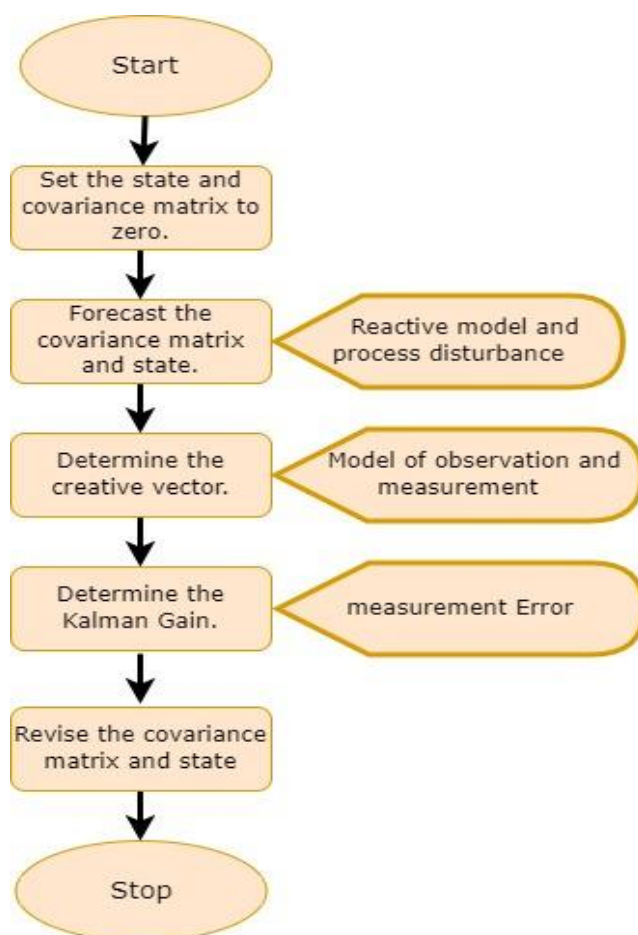 Start
Set the state and
covariance matrix to
zero.
Forecast the
covariance matrix
and state.
Reactive model and
process disturbance
Determine the
creative vector.
Model of observation and
measurement
Determine the
Kalman Gain.
measurement Error
Revise the covariance
matrix and state
Stop